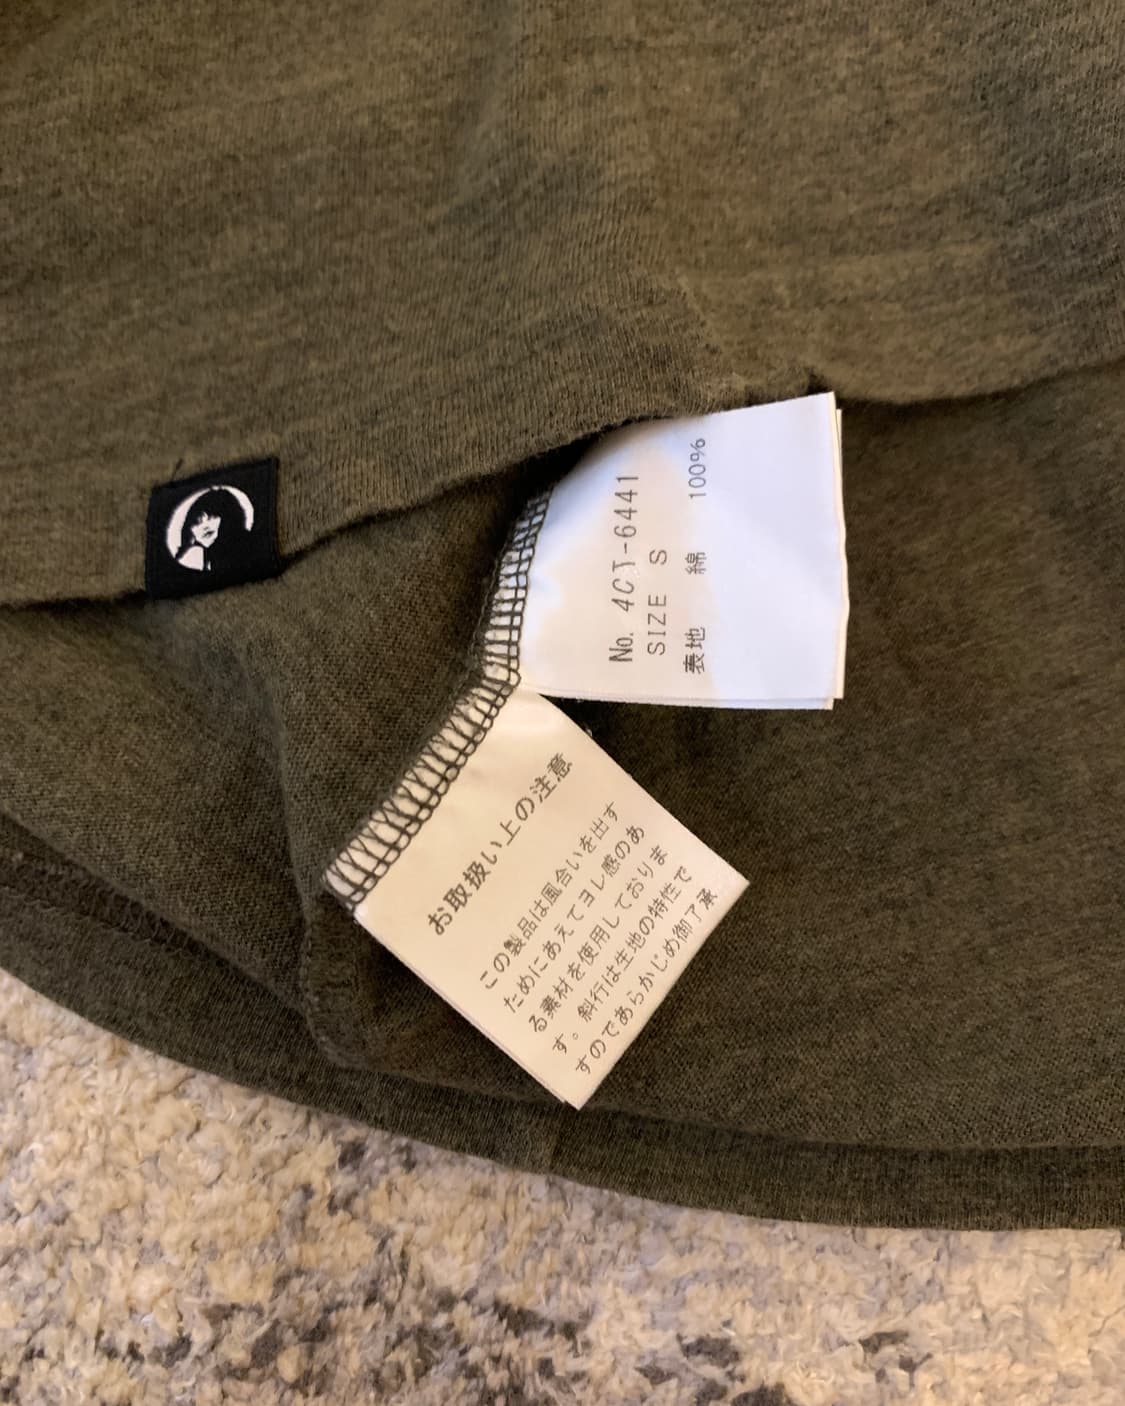 No. 4CT-6441
SIZE S
表地 綿 100%
お取扱い上の注意
この製品は風合いを出す
ためにあえてヨレ感のあ
る素材を使用しておりま
す。斜行は生地の特性で
すのであらかじめ御了承